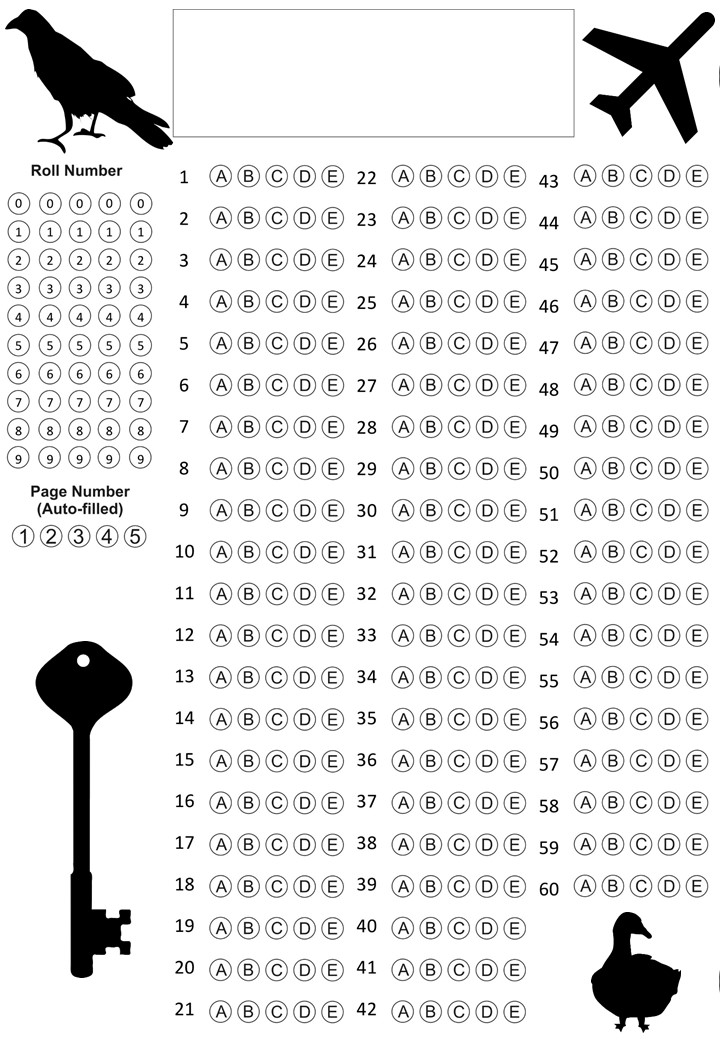 Roll Number
0 0 0 0 0
1 1 1 1 1
2 2 2 2 2
3 3 3 3 3
4 4 4 4 4
5 5 5 5 5
6 6 6 6 6
7 7 7 7 7
8 8 8 8 8
9 9 9 9 9
Page Number
(Auto-filled)
1 2 3 4 5
1 A B C D E
2 A B C D E
3 A B C D E
4 A B C D E
5 A B C D E
6 A B C D E
7 A B C D E
8 A B C D E
9 A B C D E
10 A B C D E
11 A B C D E
12 A B C D E
13 A B C D E
14 A B C D E
15 A B C D E
16 A B C D E
17 A B C D E
18 A B C D E
19 A B C D E
20 A B C D E
21 A B C D E
22 A B C D E
23 A B C D E
24 A B C D E
25 A B C D E
26 A B C D E
27 A B C D E
28 A B C D E
29 A B C D E
30 A B C D E
31 A B C D E
32 A B C D E
33 A B C D E
34 A B C D E
35 A B C D E
36 A B C D E
37 A B C D E
38 A B C D E
39 A B C D E
40 A B C D E
41 A B C D E
42 A B C D E
43 A B C D E
44 A B C D E
45 A B C D E
46 A B C D E
47 A B C D E
48 A B C D E
49 A B C D E
50 A B C D E
51 A B C D E
52 A B C D E
53 A B C D E
54 A B C D E
55 A B C D E
56 A B C D E
57 A B C D E
58 A B C D E
59 A B C D E
60 A B C D E